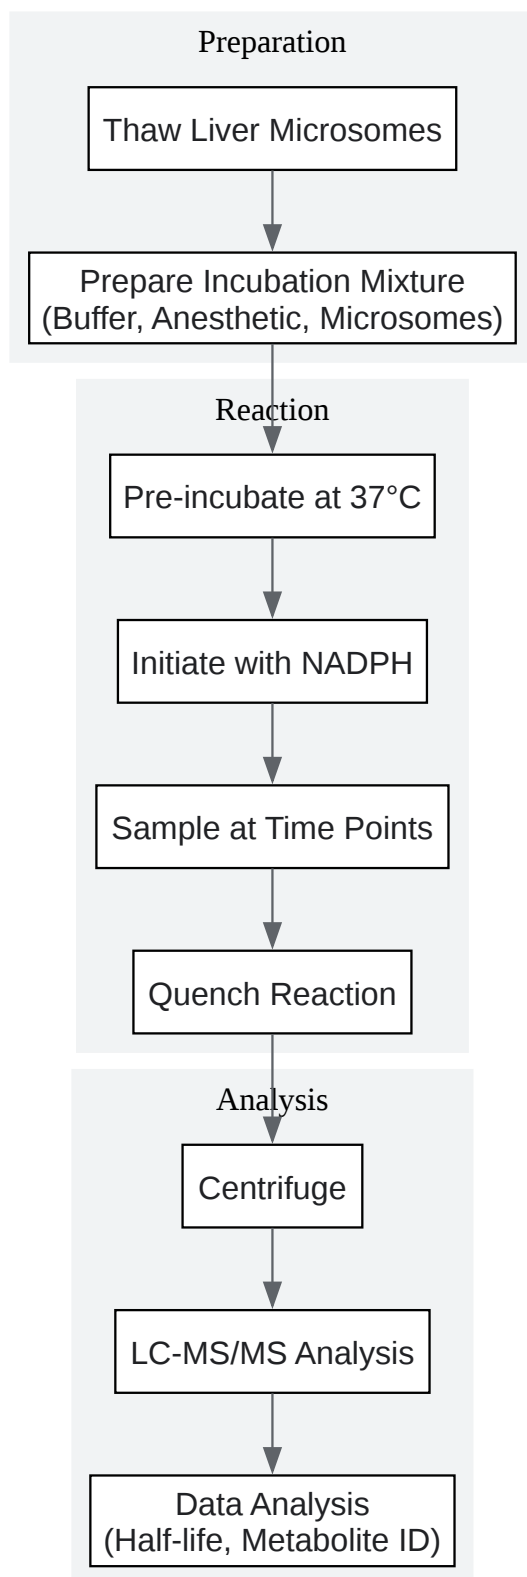 Preparation
Thaw Liver Microsomes
Prepare Incubation Mixture
(Buffer, Anesthetic, Microsomes)
Reaction
Pre-incubate at 37°C
Initiate with NADPH
Sample at Time Points
Quench Reaction
Analysis
Centrifuge
LC-MS/MS Analysis
Data Analysis
(Half-life, Metabolite ID)